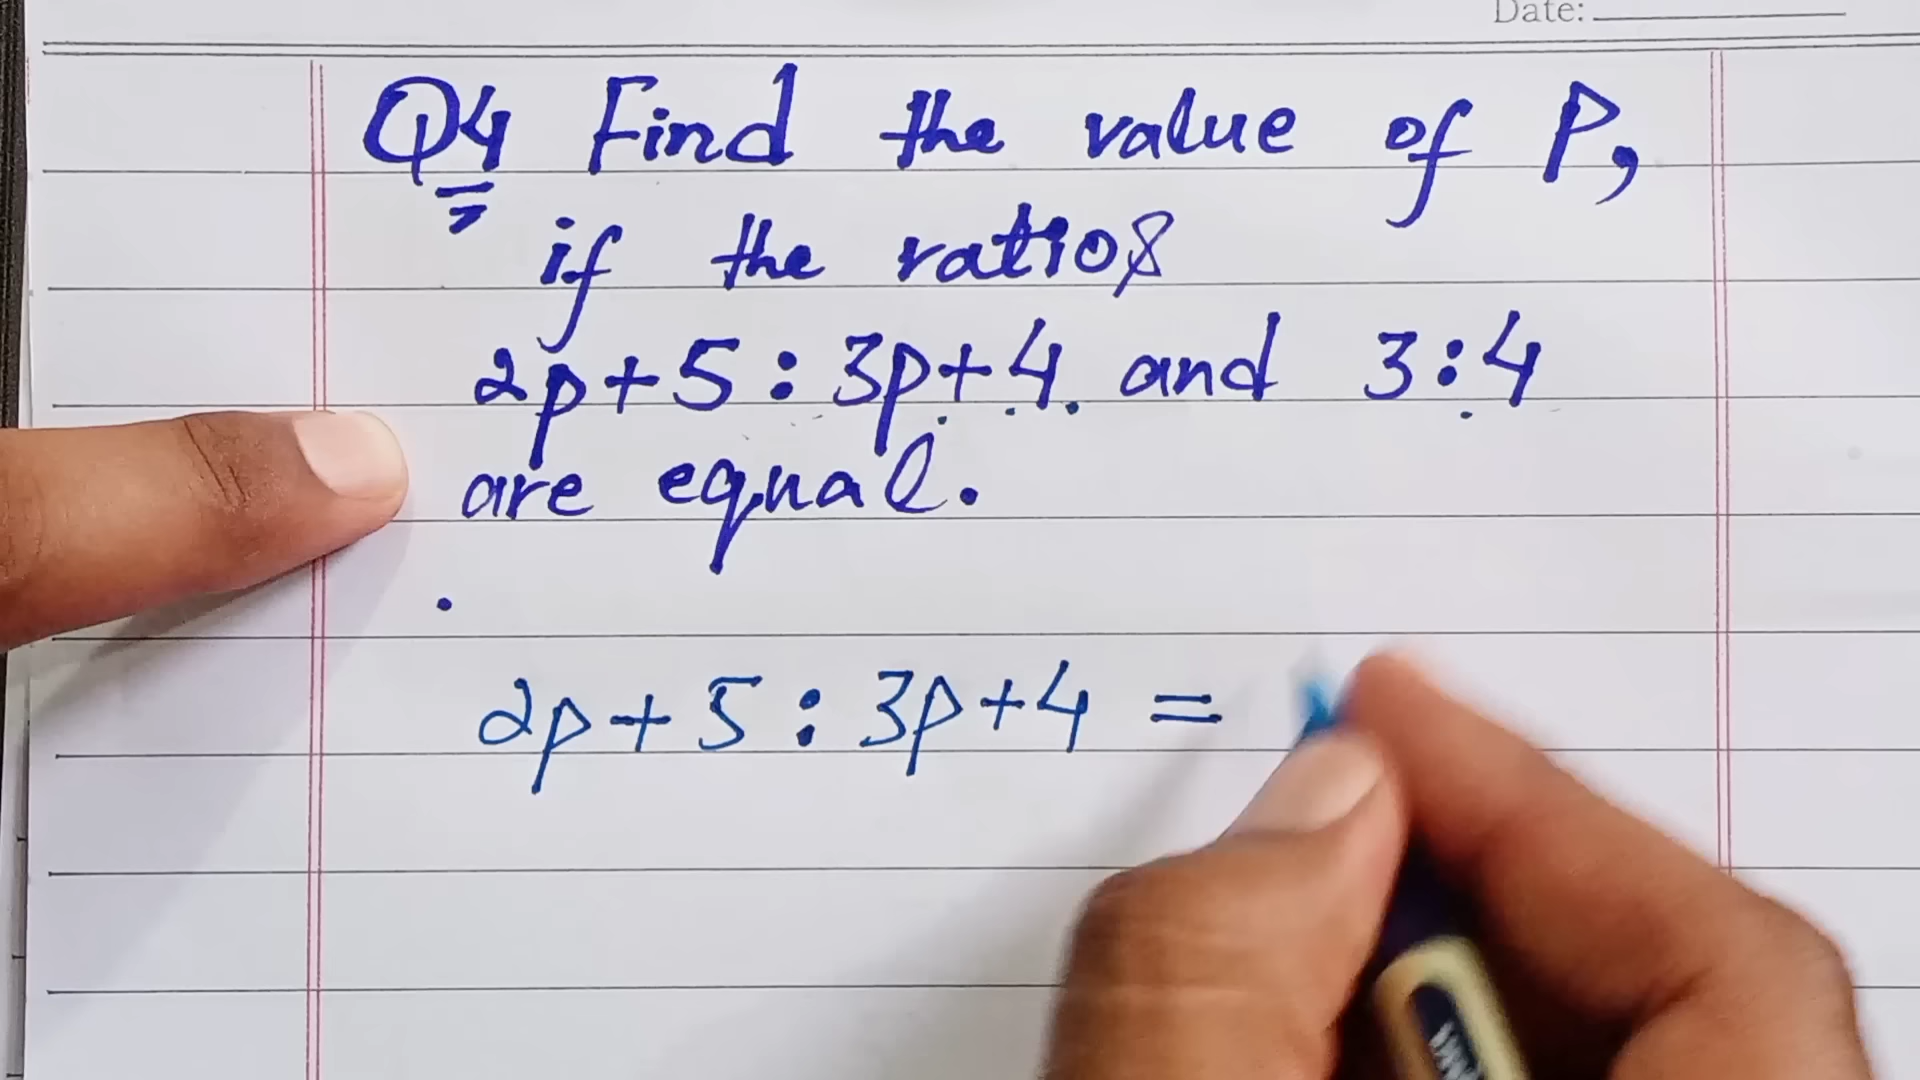 Date:
Q4 Find the value of P,
if the ratios
2p+5 : 3p+4. and 3:4
are equal.
2p+5 : 3p+4 =